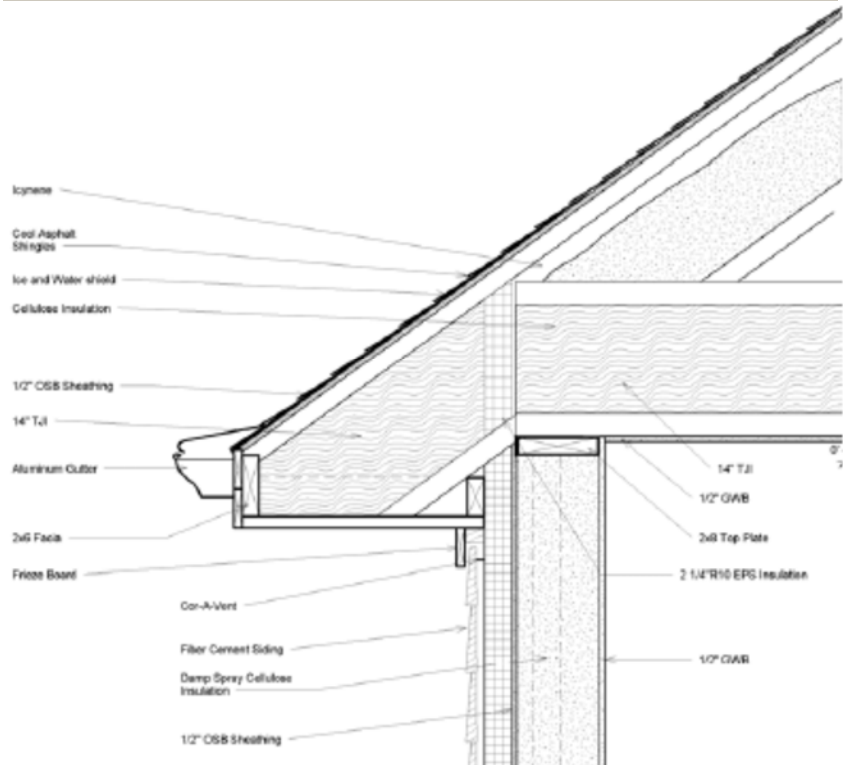 Icynene
Cool Asphalt
Shingles
Ice and Water shield
Cellulose Insulation
1/2" OSB Sheathing
14" TJI
Aluminum Gutter
2x6 Facia
Frieze Board
Cor-A-Vent
Fiber Cement Siding
Damp Spray Cellulose
Insulation
1/2" OSB Sheathing
14" TJI
1/2" GWB
2x8 Top Plate
2 1/4"R10 EPS Insulation
1/2" GWB